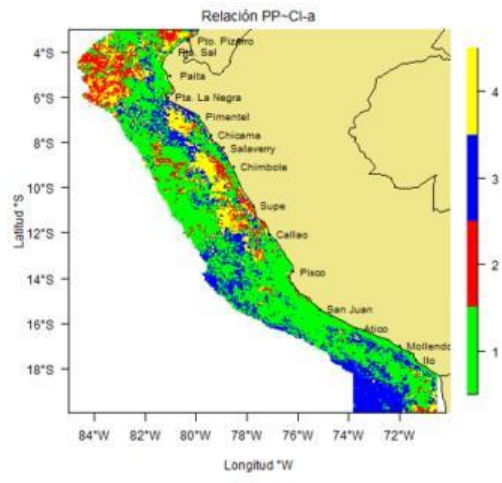 Relación PP~Cl-a
4°S
6°S
8°S
10°S
12°S
14°S
16°S
18°S
Latitud °S
Pto. Pizarro
Pta. Sal
Paita
Pta. La Negra
Pimentel
Chicama
Salaverry
Chimbote
Supe
Callao
Pisco
San Juan
Atico
Mollendo
Ilo
4
3
2
1
84°W 82°W 80°W 78°W 76°W 74°W 72°W
Longitud °W